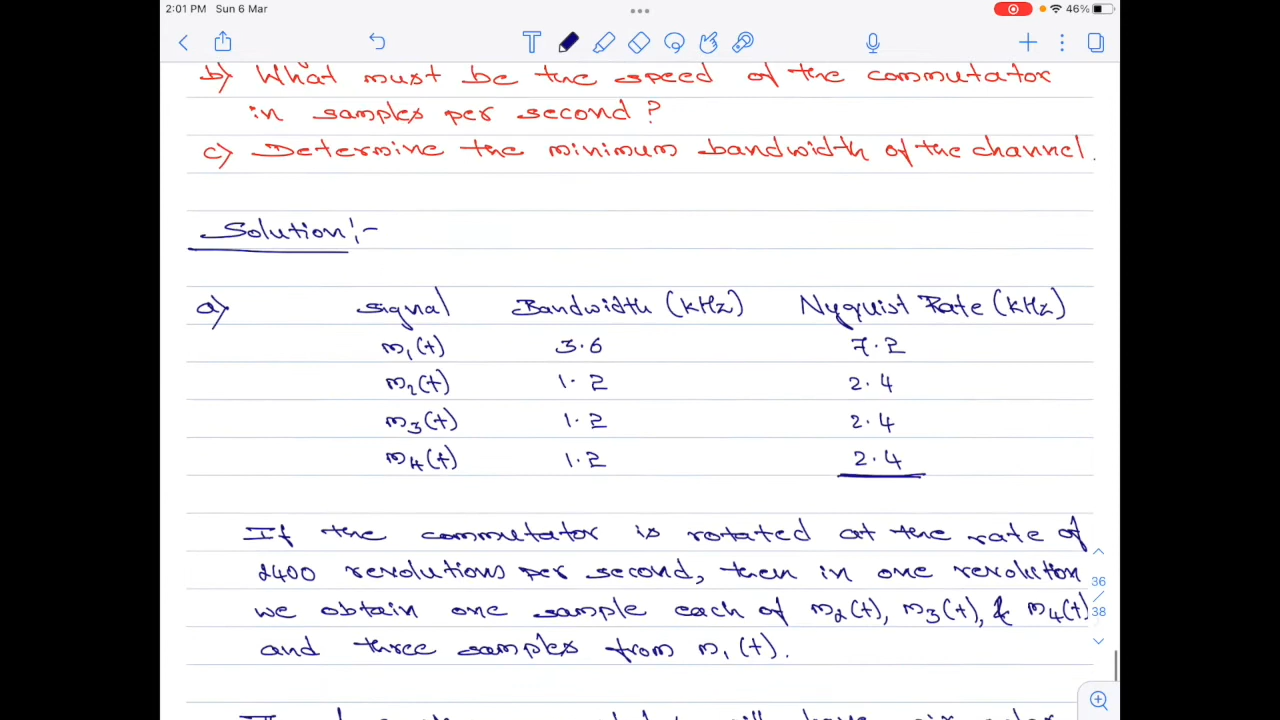 2:01 PM Sun 6 Mar
46%
T
b) What must be the speed of the commutator
in samples per second ?
c) Determine the minimum bandwidth of the channel.
Solution:-
a) Signal Bandwidth (kHz) Nyquist Rate (kHz)
m₁(t) 3.6 7.2
m₂(t) 1.2 2.4
m₃(t) 1.2 2.4
m₄(t) 1.2 2.4
If the commutator is rotated at the rate of
2400 revolutions per second, then in one revolution
we obtain one sample each of m₂(t), m₃(t), & m₄(t)
and three samples from m₁(t).
36
38